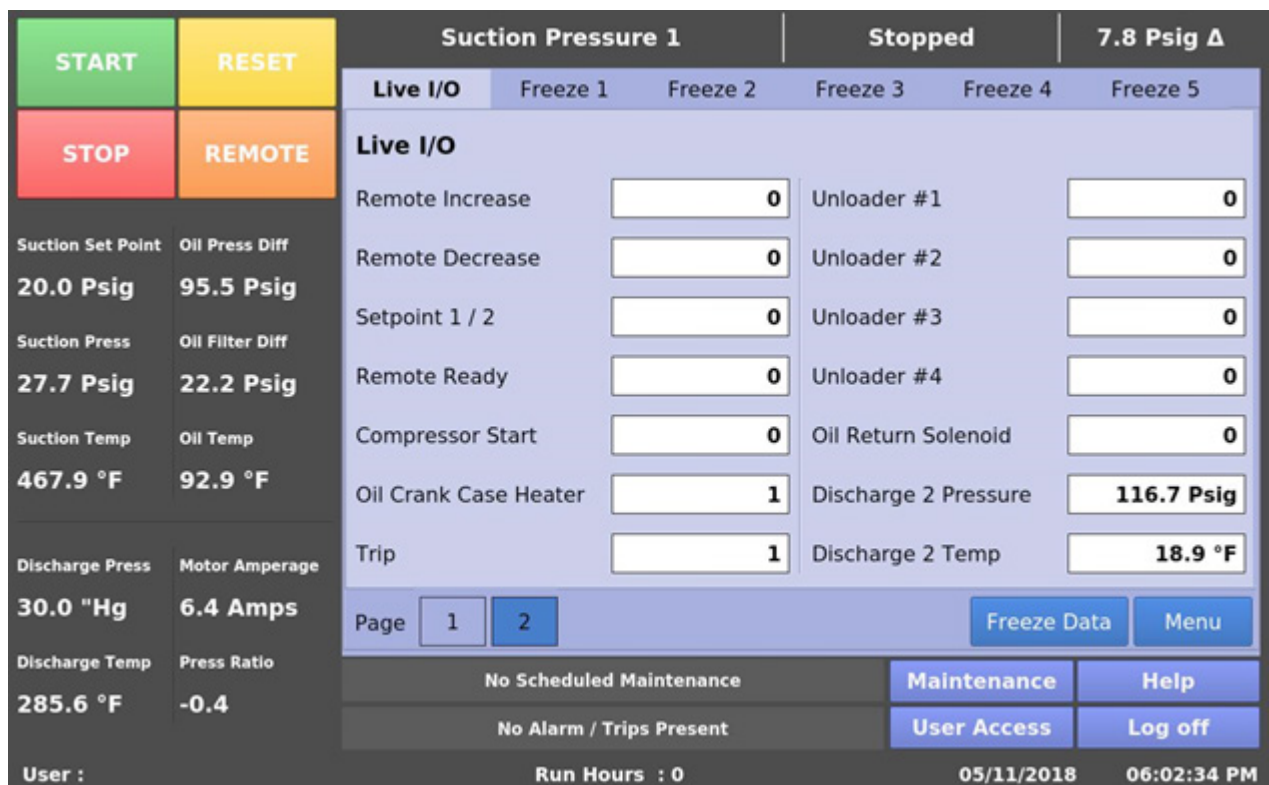 START RESET
STOP REMOTE
Suction Set Point Oil Press Diff
20.0 Psig 95.5 Psig
Suction Press Oil Filter Diff
27.7 Psig 22.2 Psig
Suction Temp Oil Temp
467.9 °F 92.9 °F
Discharge Press Motor Amperage
30.0 "Hg 6.4 Amps
Discharge Temp Press Ratio
285.6 °F -0.4
Suction Pressure 1 Stopped 7.8 Psig Δ
Live I/O Freeze 1 Freeze 2 Freeze 3 Freeze 4 Freeze 5
Live I/O
Remote Increase 0 Unloader #1 0
Remote Decrease 0 Unloader #2 0
Setpoint 1 / 2 0 Unloader #3 0
Remote Ready 0 Unloader #4 0
Compressor Start 0 Oil Return Solenoid 0
Oil Crank Case Heater 1 Discharge 2 Pressure 116.7 Psig
Trip 1 Discharge 2 Temp 18.9 °F
Page 1 2 Freeze Data Menu
No Scheduled Maintenance Maintenance Help
No Alarm / Trips Present User Access Log off
User : Run Hours : 0 05/11/2018 06:02:34 PM